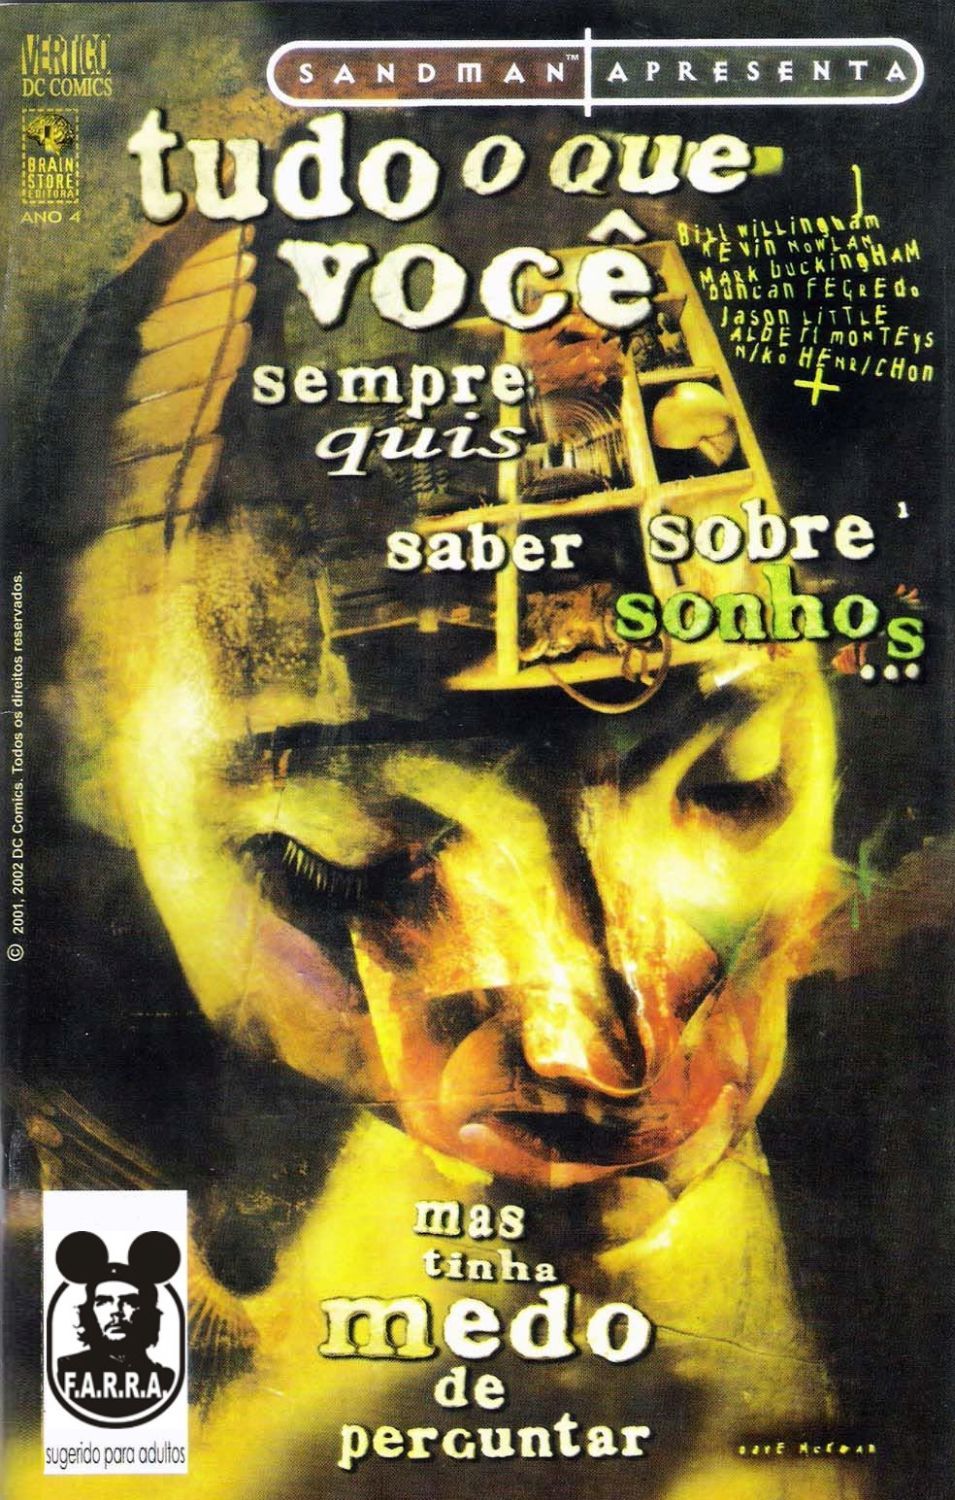 VERTIGO
DC COMICS
BRAIN
STORE
EDITORA
ANO 4
SANDMAN™ APRESENTA
tudo o que
você
sempre
quis
saber sobre
sonhos
...
1
Bill Willingham
Kevin Nowlan
Mark Buckingham
Duncan Fegredo
Jason Little
Albert Monteys
Niko Henrichon
+
© 2001, 2002 DC Comics. Todos os direitos reservados.
mas
tinha
medo
de
perguntar
F.A.R.R.A.
sugerido para adultos
Dave McKean